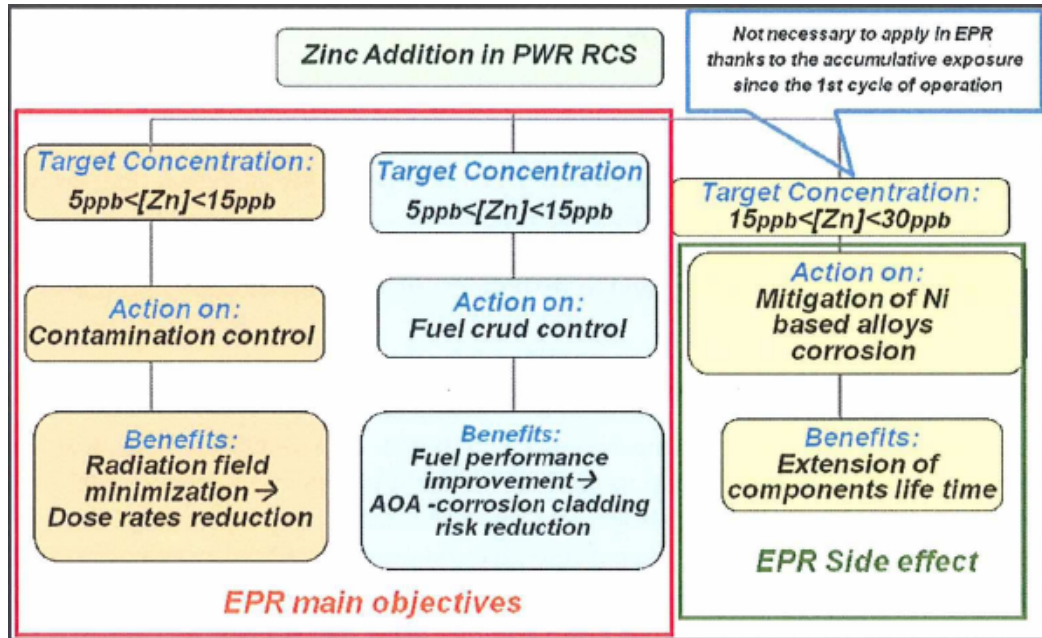 Zinc Addition in PWR RCS
Not necessary to apply in EPR
thanks to the accumulative exposure
since the 1st cycle of operation
Target Concentration:
5ppb<[Zn]<15ppb
Action on:
Contamination control
Benefits:
Radiation field
minimization →
Dose rates reduction
Target Concentration
5ppb<[Zn]<15ppb
Action on:
Fuel crud control
Benefits:
Fuel performance
improvement→
AOA -corrosion cladding
risk reduction
EPR main objectives
Target Concentration:
15ppb<[Zn]<30ppb
Action on:
Mitigation of Ni
based alloys
corrosion
Benefits:
Extension of
components life time
EPR Side effect